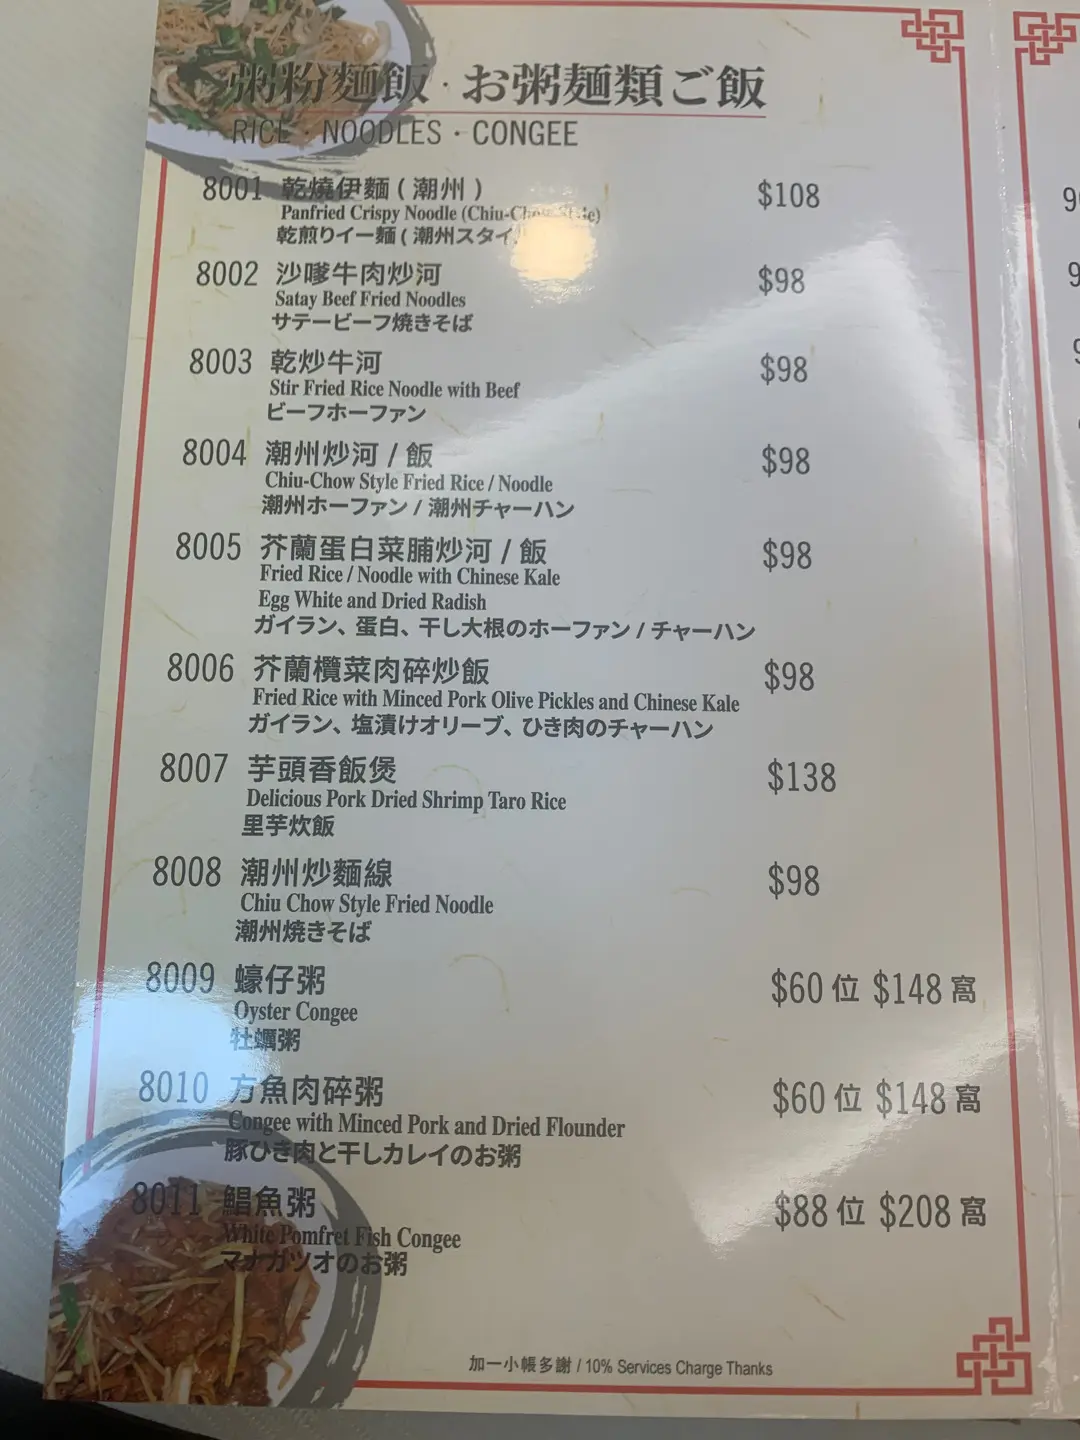 粥粉麵飯 · お粥麺類ご飯
RICE · NOODLES · CONGEE
8001 乾燒伊麵 ( 潮州 ) $108
Panfried Crispy Noodle (Chiu-Chow Style)
乾煎りイー麺 ( 潮州スタイ
8002 沙嗲牛肉炒河 $98
Satay Beef Fried Noodles
サテービーフ焼きそば
8003 乾炒牛河 $98
Stir Fried Rice Noodle with Beef
ビーフホーファン
8004 潮州炒河 / 飯 $98
Chiu-Chow Style Fried Rice / Noodle
潮州ホーファン / 潮州チャーハン
8005 芥蘭蛋白菜脯炒河 / 飯 $98
Fried Rice / Noodle with Chinese Kale
Egg White and Dried Radish
ガイラン、蛋白、干し大根のホーファン / チャーハン
8006 芥蘭欖菜肉碎炒飯 $98
Fried Rice with Minced Pork Olive Pickles and Chinese Kale
ガイラン、塩漬けオリーブ、ひき肉のチャーハン
8007 芋頭香飯煲 $138
Delicious Pork Dried Shrimp Taro Rice
里芋炊飯
8008 潮州炒麵線 $98
Chiu Chow Style Fried Noodle
潮州焼きそば
8009 蠔仔粥 $60 位 $148 窩
Oyster Congee
牡蠣粥
8010 方魚肉碎粥 $60 位 $148 窩
Congee with Minced Pork and Dried Flounder
豚ひき肉と干しカレイのお粥
8011 鯧魚粥 $88 位 $208 窩
White Pomfret Fish Congee
マナガツオのお粥
加一小帳多謝 / 10% Services Charge Thanks